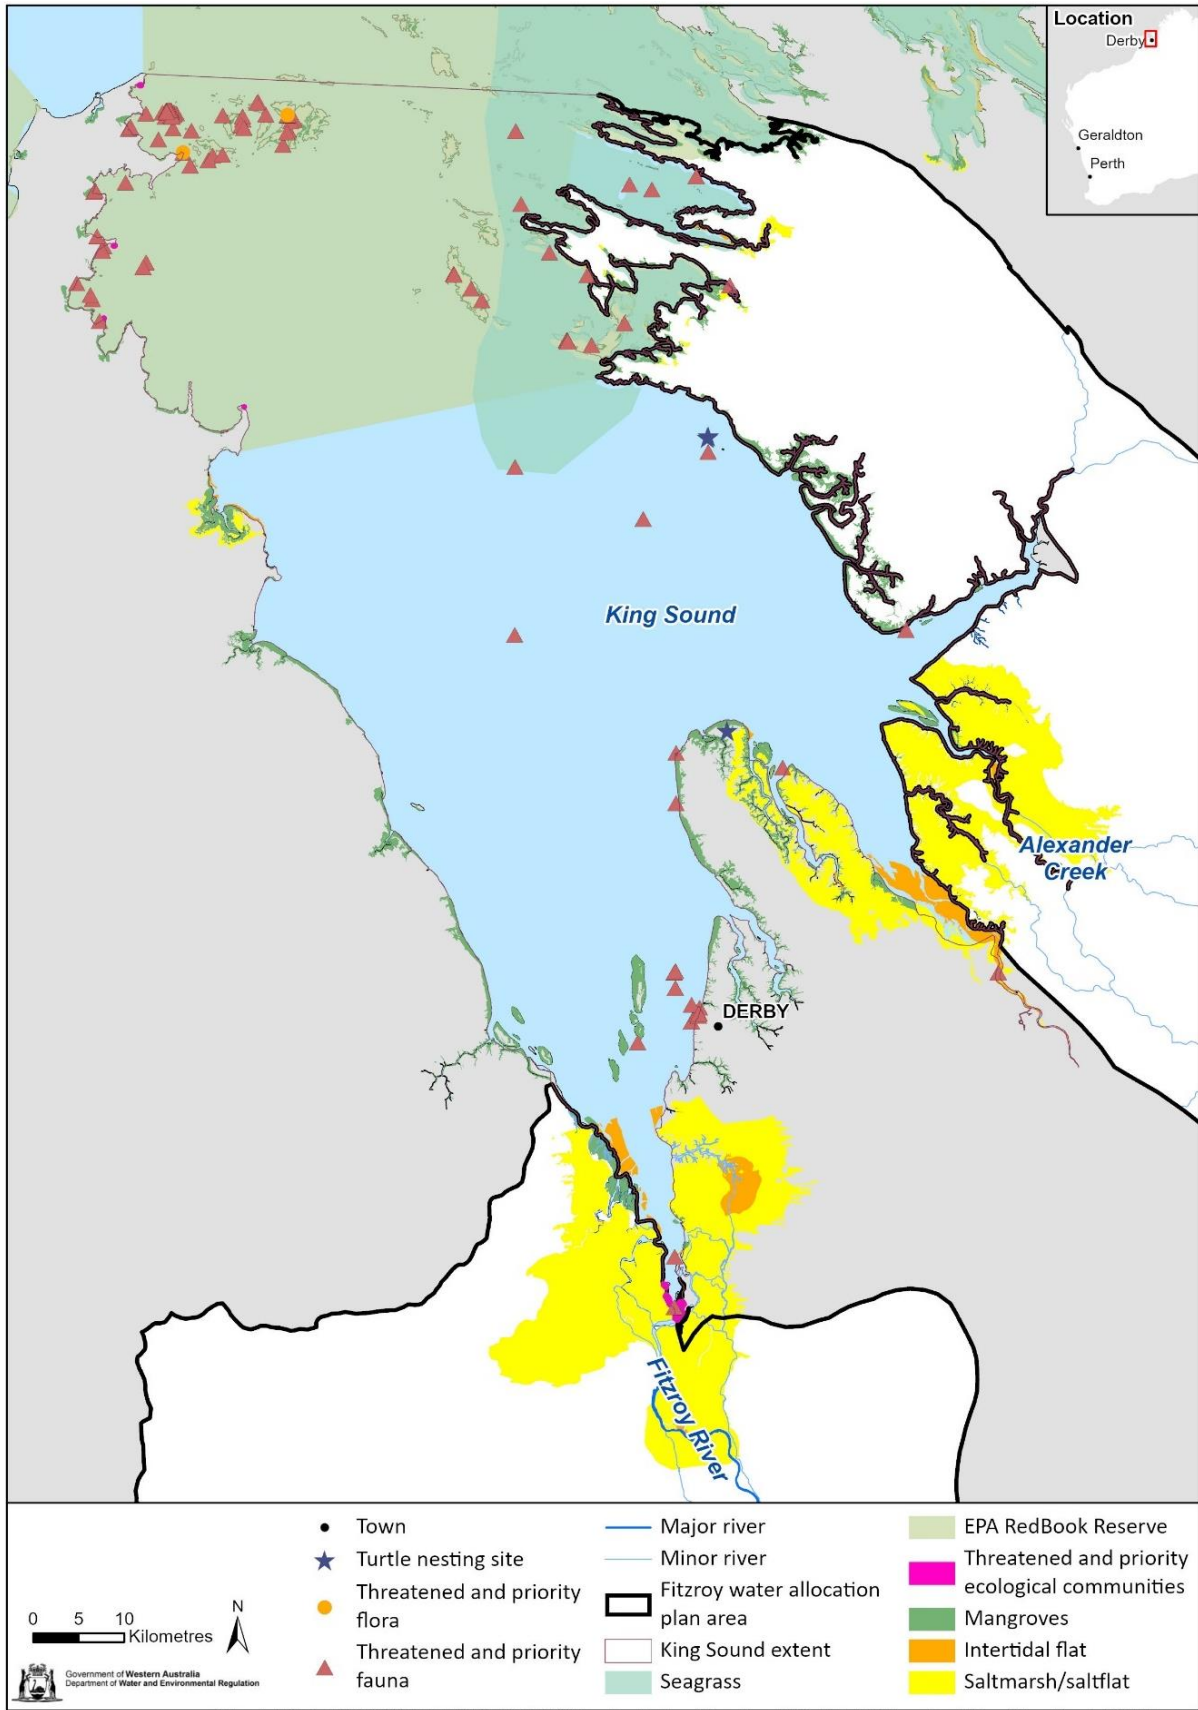 Location
Derby
Geraldton
Perth
King Sound
Alexander
Creek
DERBY
Fitzroy River
Town
Turtle nesting site
Threatened and priority
flora
Threatened and priority
fauna
Major river
Minor river
Fitzroy water allocation
plan area
King Sound extent
Seagrass
EPA RedBook Reserve
Threatened and priority
ecological communities
Mangroves
Intertidal flat
Saltmarsh/saltflat
0 5 10
Kilometres
N
Government of Western Australia
Department of Water and Environmental Regulation